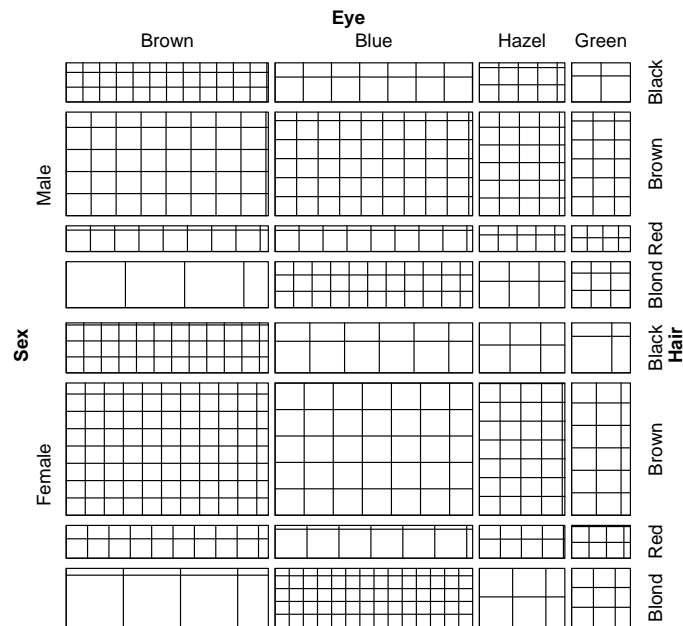 Eye
Brown Blue Hazel Green
Sex
Male
Female
Black
Brown
Red
Blond
Black
Brown
Red
Blond
Hair